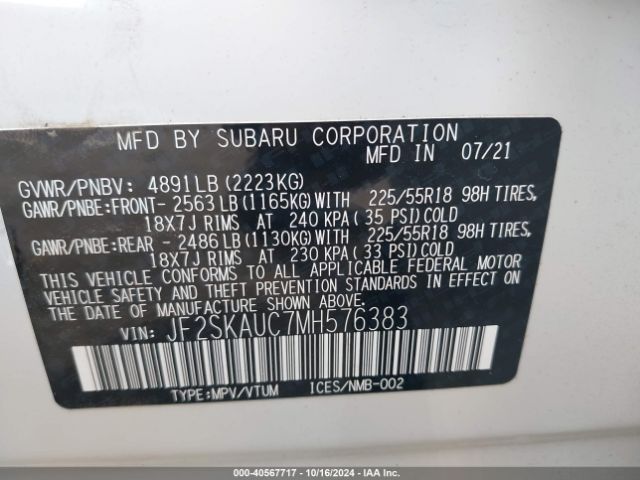 MFD BY SUBARU CORPORATION
MFD IN 07/21
GVWR/PNBV: 4891LB (2223KG)
GAWR/PNBE:FRONT- 2563LB (1165KG)WITH 225/55R18 98H TIRES,
18X7J RIMS AT 240 KPA (35 PSI) COLD
GAWR/PNBE:REAR - 2486LB (1130KG)WITH 225/55R18 98H TIRES,
18X7J RIMS AT 230 KPA (33 PSI) COLD
THIS VEHICLE CONFORMS TO ALL APPLICABLE FEDERAL MOTOR
VEHICLE SAFETY AND THEFT PREVENTION STANDARDS IN EFFECT ON
THE DATE OF MANUFACTURE SHOWN ABOVE.
VIN: JF2SKAUC7MH576383
TYPE:MPV/VTUM ICES/NMB-002
000-40567717 - 10/16/2024 - IAA Inc.